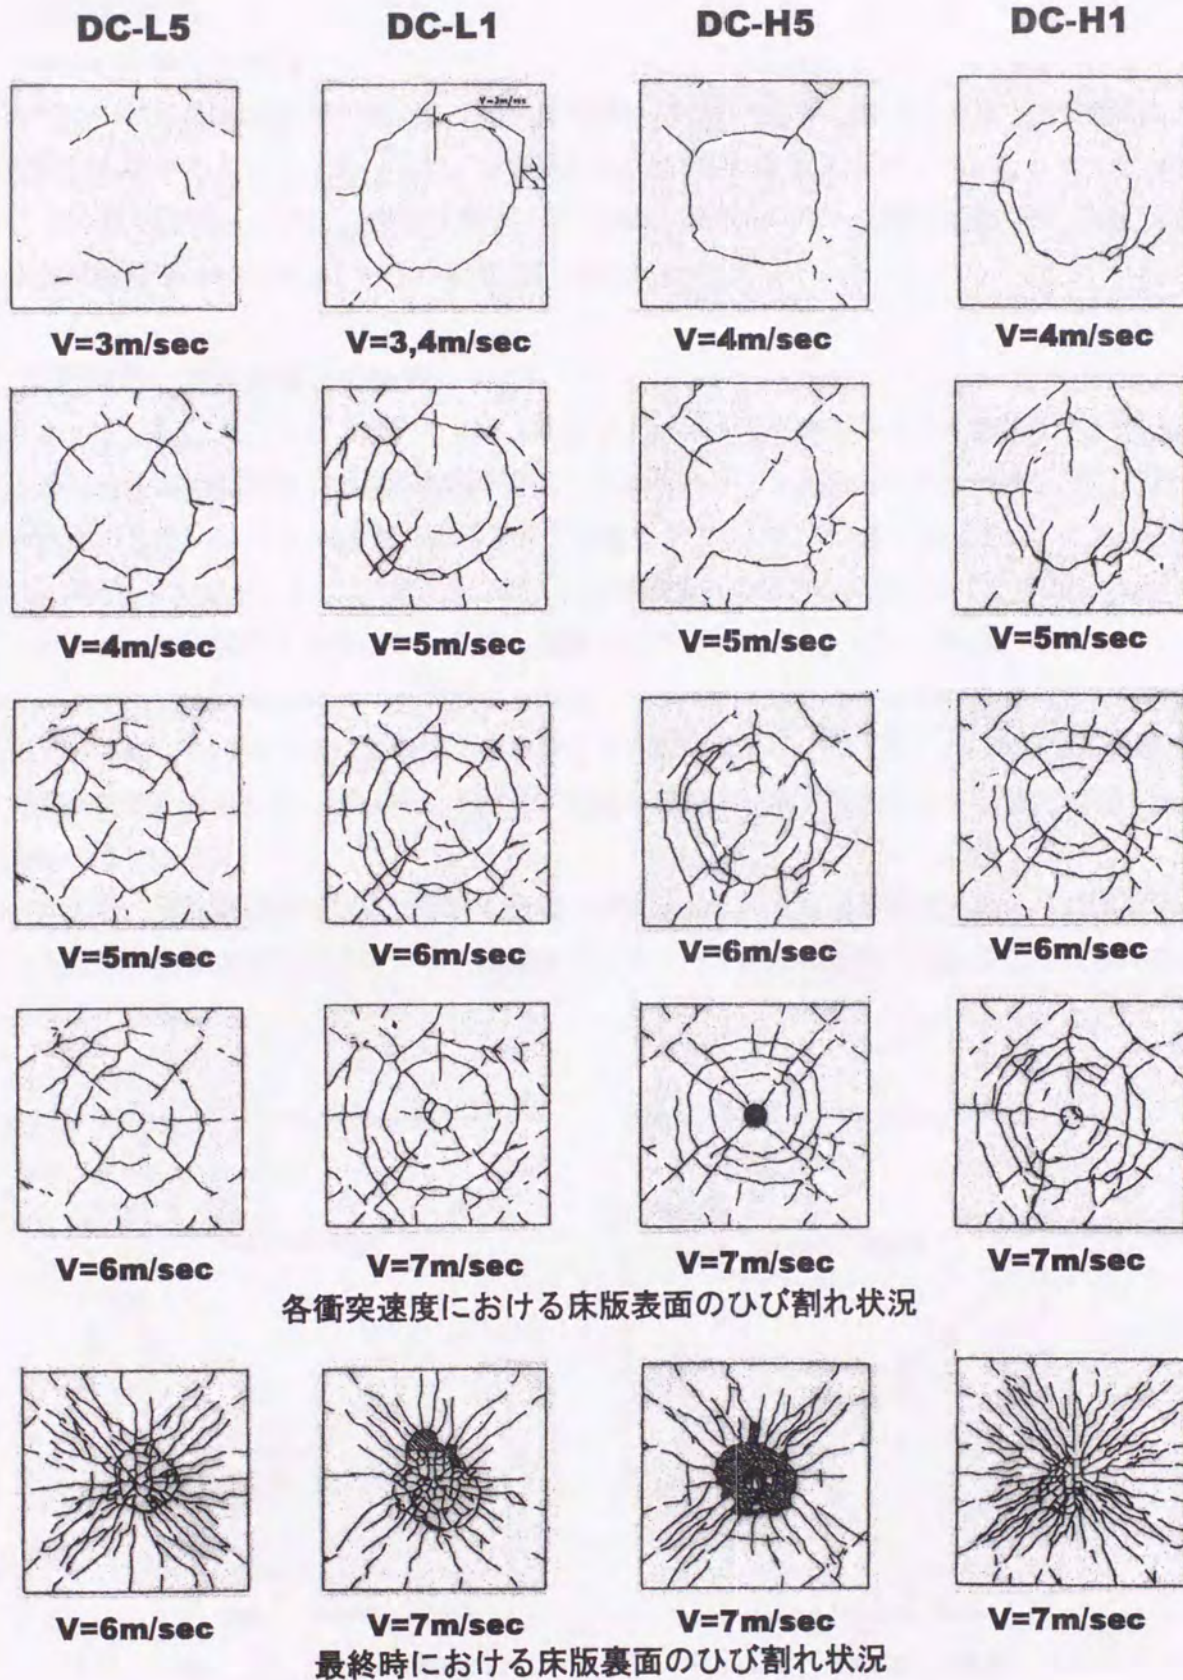 DC-L5 DC-L1 DC-H5 DC-H1
V=3m/sec
V=3m/sec V=3,4m/sec V=4m/sec V=4m/sec
V=4m/sec V=5m/sec V=5m/sec V=5m/sec
V=5m/sec V=6m/sec V=6m/sec V=6m/sec
V=6m/sec V=7m/sec V=7m/sec V=7m/sec
各衝突速度における床版表面のひび割れ状況
V=6m/sec V=7m/sec V=7m/sec V=7m/sec
最終時における床版裏面のひび割れ状況